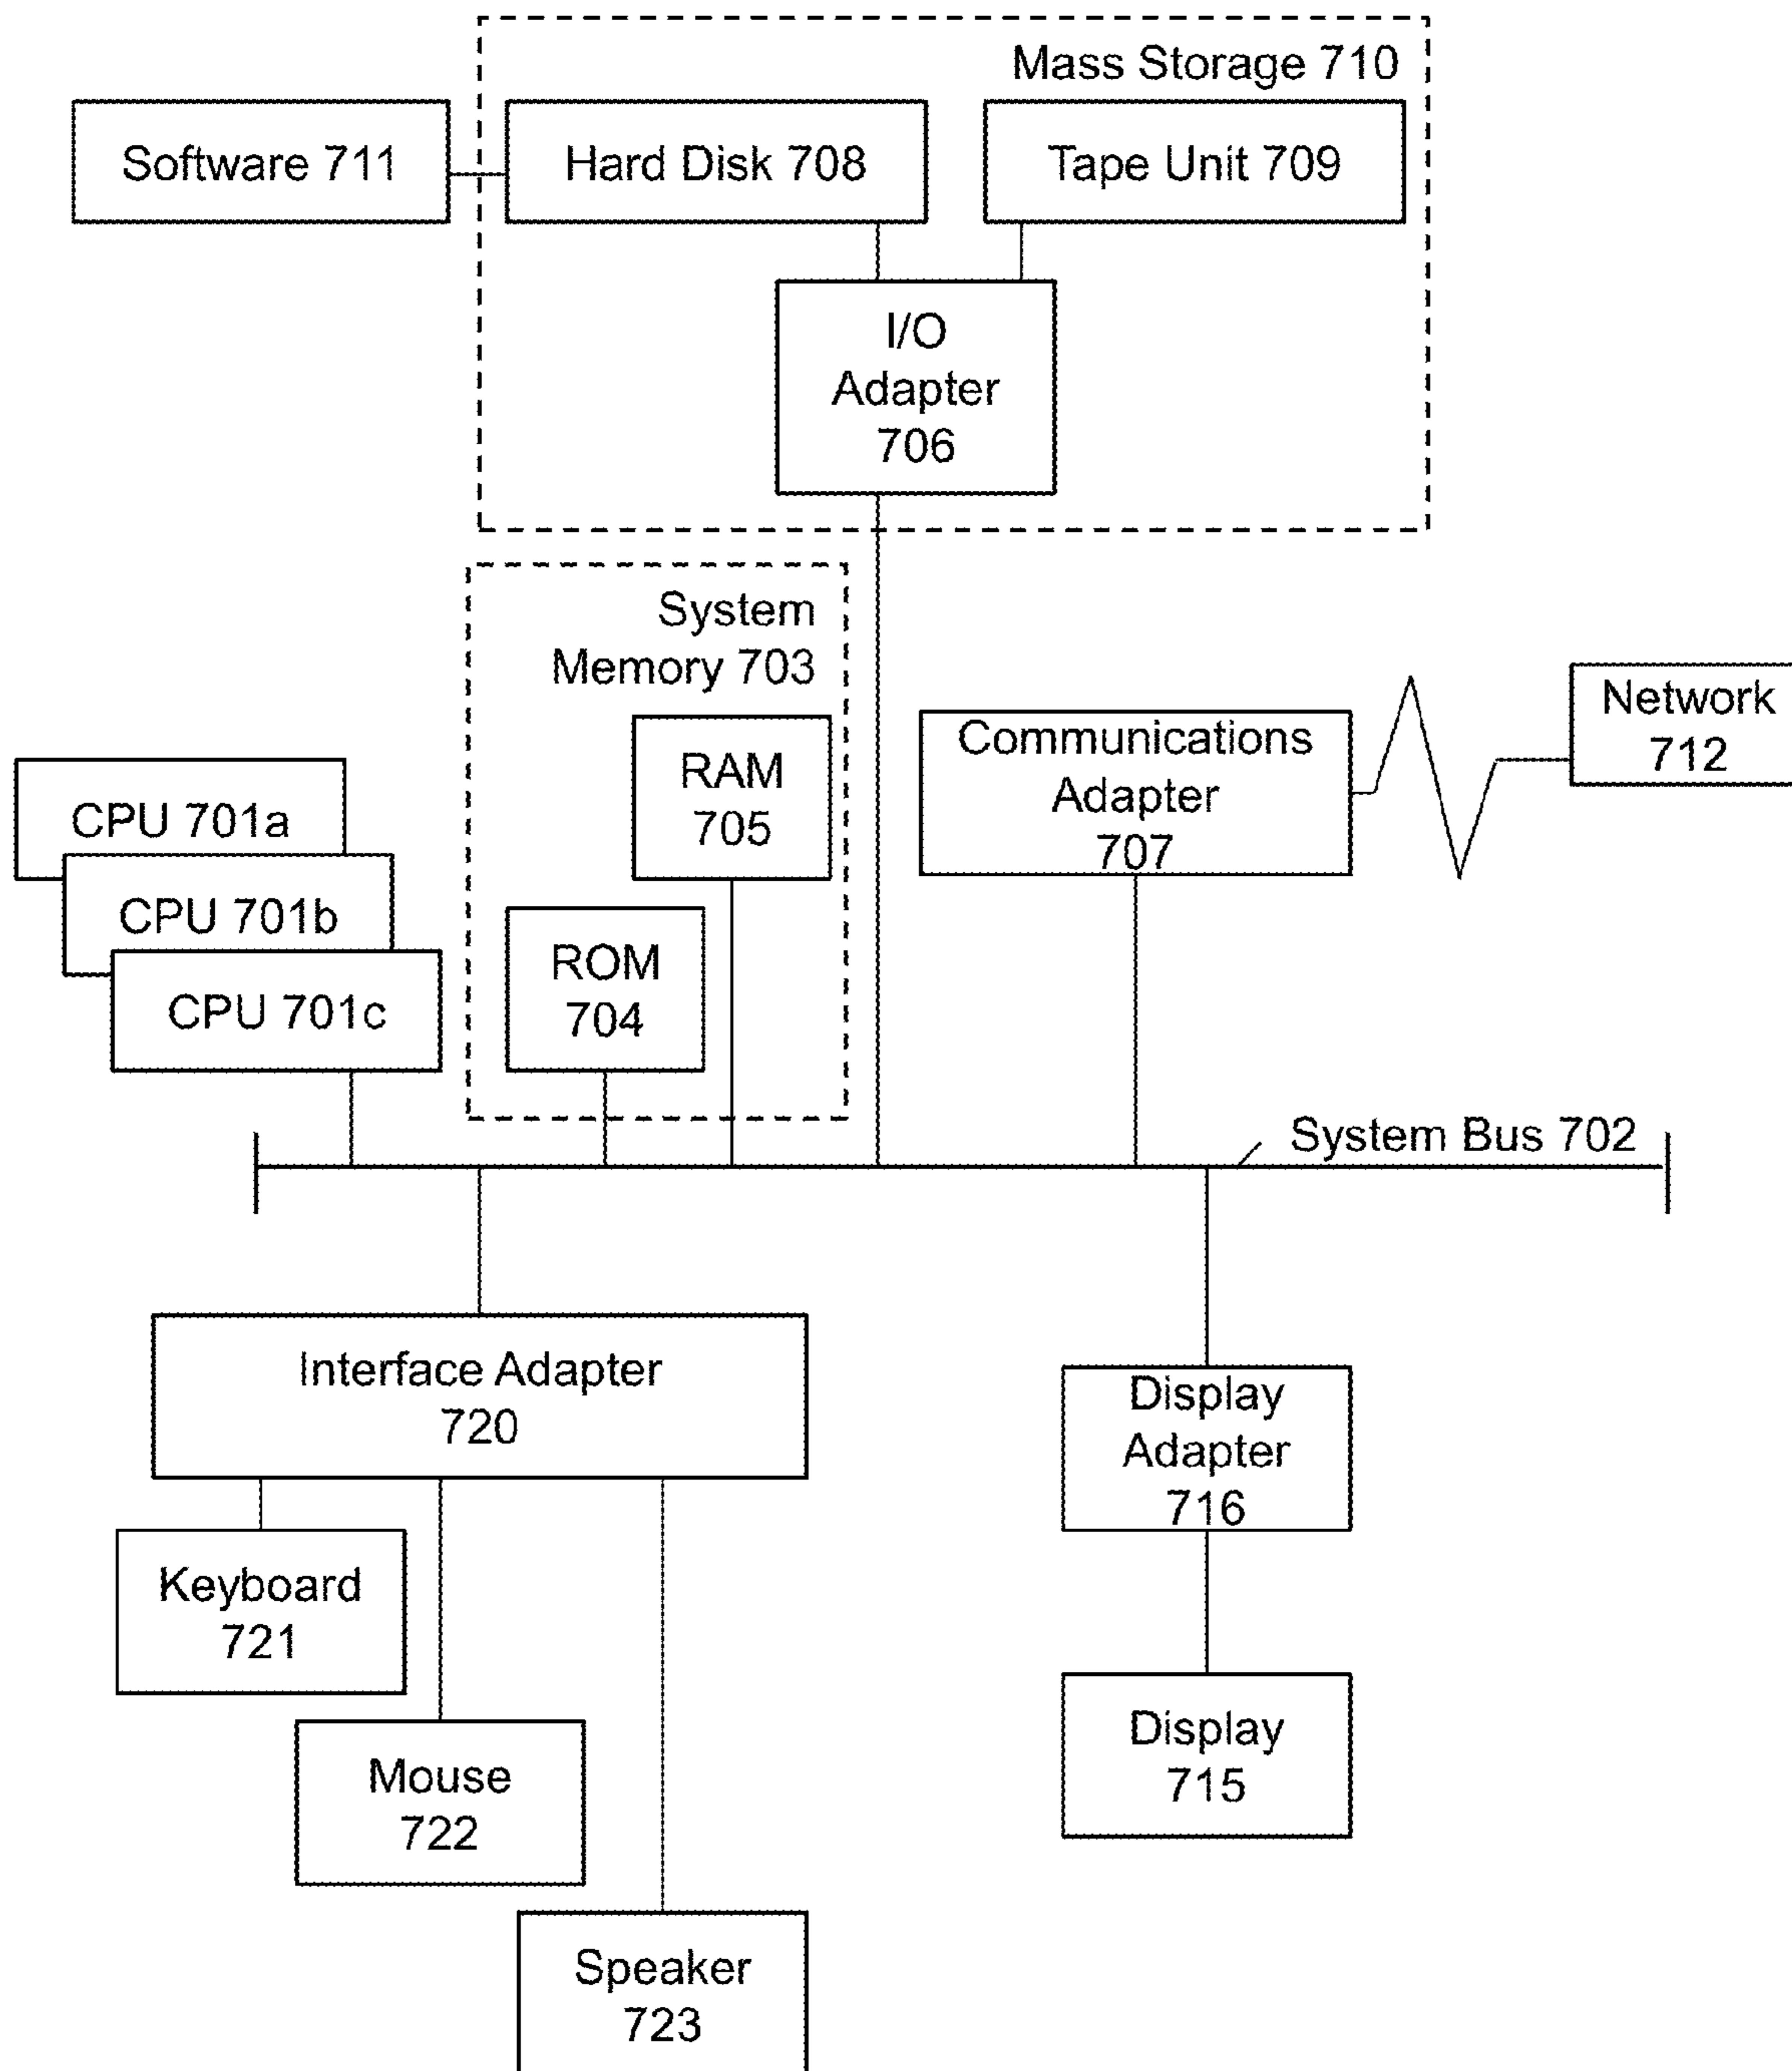 Mass Storage 710
Software 711
Hard Disk 708
Tape Unit 709
I/O
Adapter
706
System
Memory 703
RAM
705
ROM
704
CPU 701a
CPU 701b
CPU 701c
Communications
Adapter
707
Network
712
System Bus 702
Interface Adapter
720
Display
Adapter
716
Keyboard
721
Mouse
722
Display
715
Speaker
723